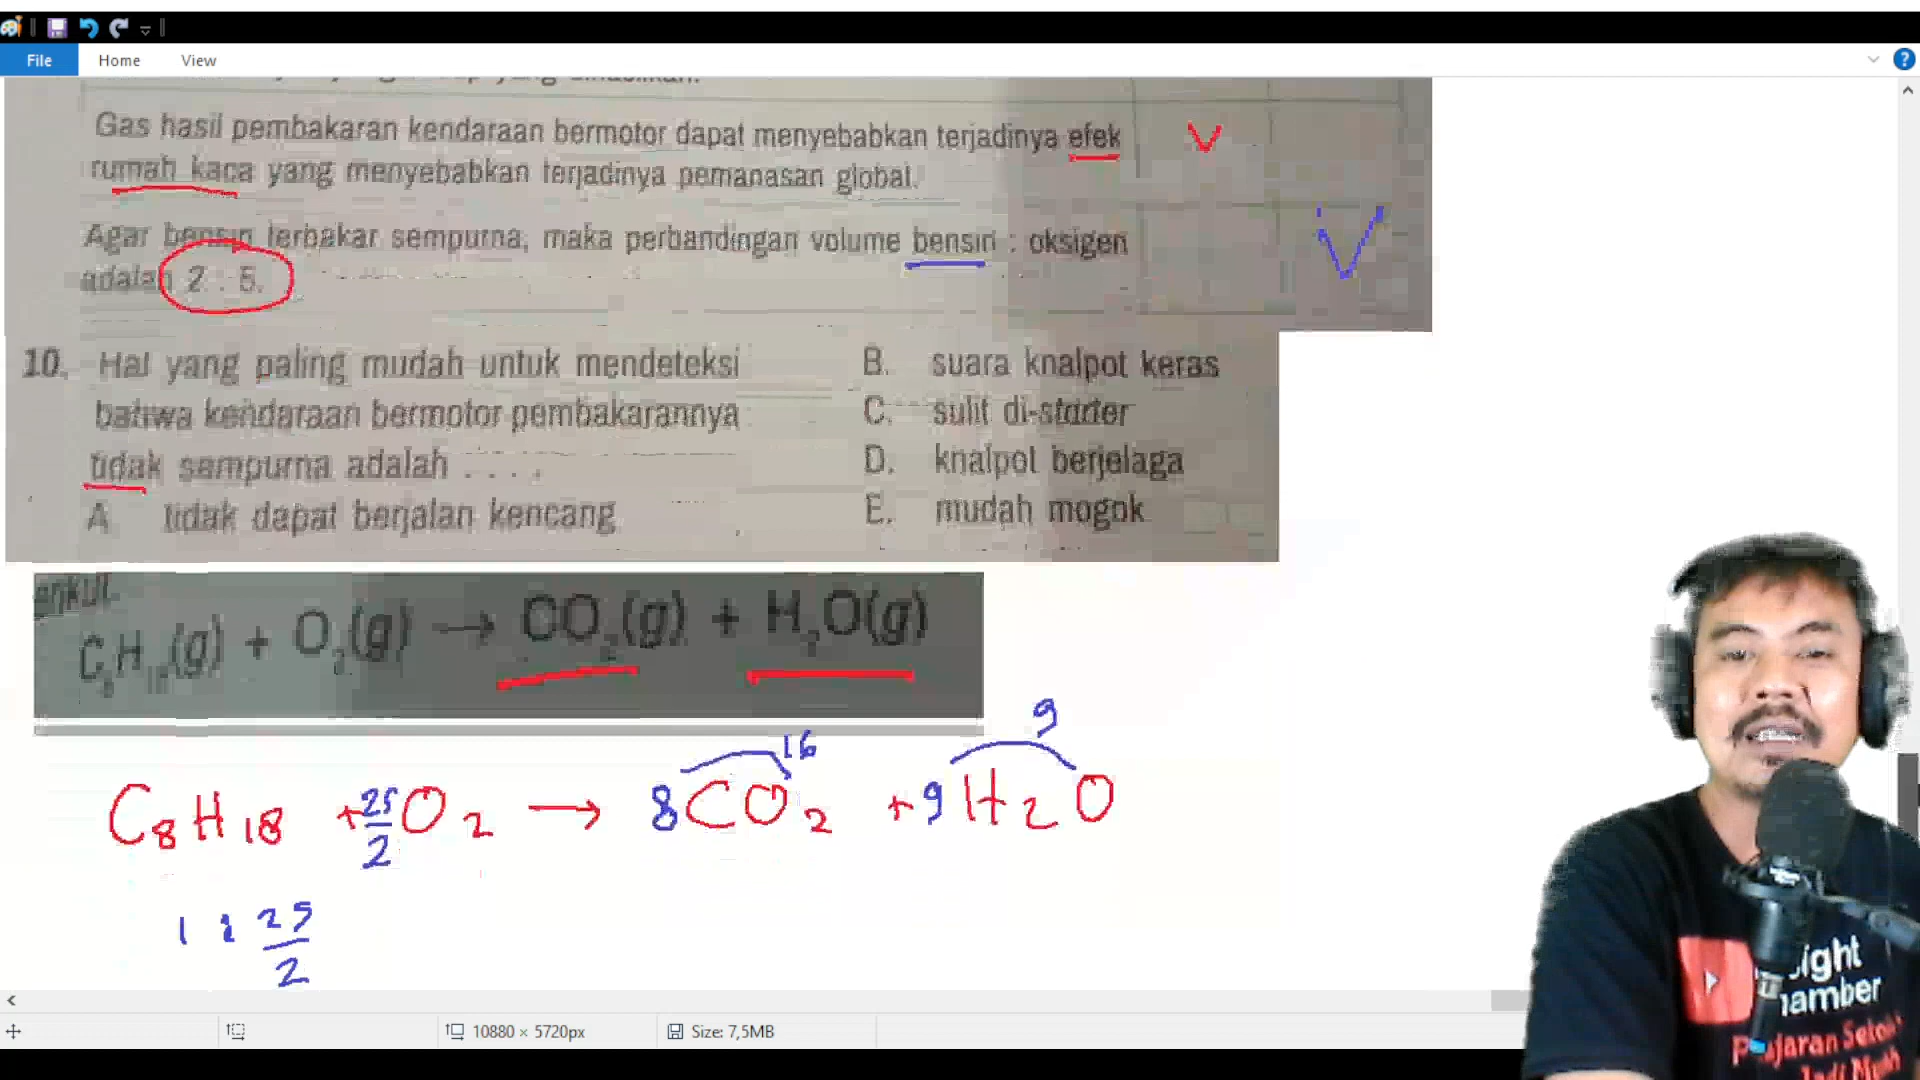 File Home View
Gas hasil pembakaran kendaraan bermotor dapat menyebabkan terjadinya efek
rumah kaca yang menyebabkan terjadinya pemanasan global.
V
Agar bensin terbakar sempurna, maka perbandingan volume bensin : oksigen
adalah 2 : 5.
V
10. Hal yang paling mudah untuk mendeteksi
bahwa kendaraan bermotor pembakarannya
tidak sempurna adalah . . . .
A tidak dapat berjalan kencang
B. suara knalpot keras
C. sulit di-starter
D. knalpot berjelaga
E. mudah mogok
C₈H₁₈(g) + O₂(g) → CO₂(g) + H₂O(g)
16 9
C₈H₁₈ + 25/2 O₂ → 8CO₂ + 9H₂O
1 : 25/2
10880 × 5720px Size: 7,5MB